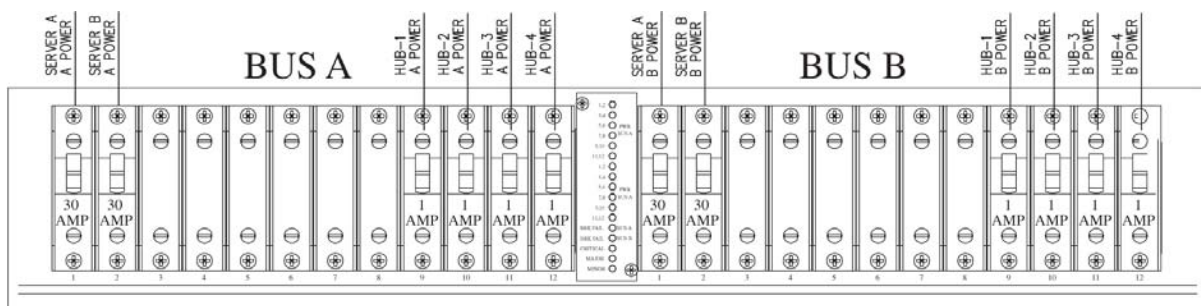 SERVER A
A POWER
SERVER B
A POWER
BUS A
HUB-1
A POWER
HUB-2
A POWER
HUB-3
A POWER
HUB-4
A POWER
SERVER A
B POWER
SERVER B
B POWER
BUS B
HUB-1
B POWER
HUB-2
B POWER
HUB-3
B POWER
HUB-4
B POWER
30
AMP
30
AMP
1
AMP
1
AMP
1
AMP
1
AMP
PWR
BUS A
CRITICAL
MAJOR
MINOR
30
AMP
30
AMP
1
AMP
1
AMP
1
AMP
1
AMP
1 2 3 4 5 6 7 8 9 10 11 12
1 2 3 4 5 6 7 8 9 10 11 12